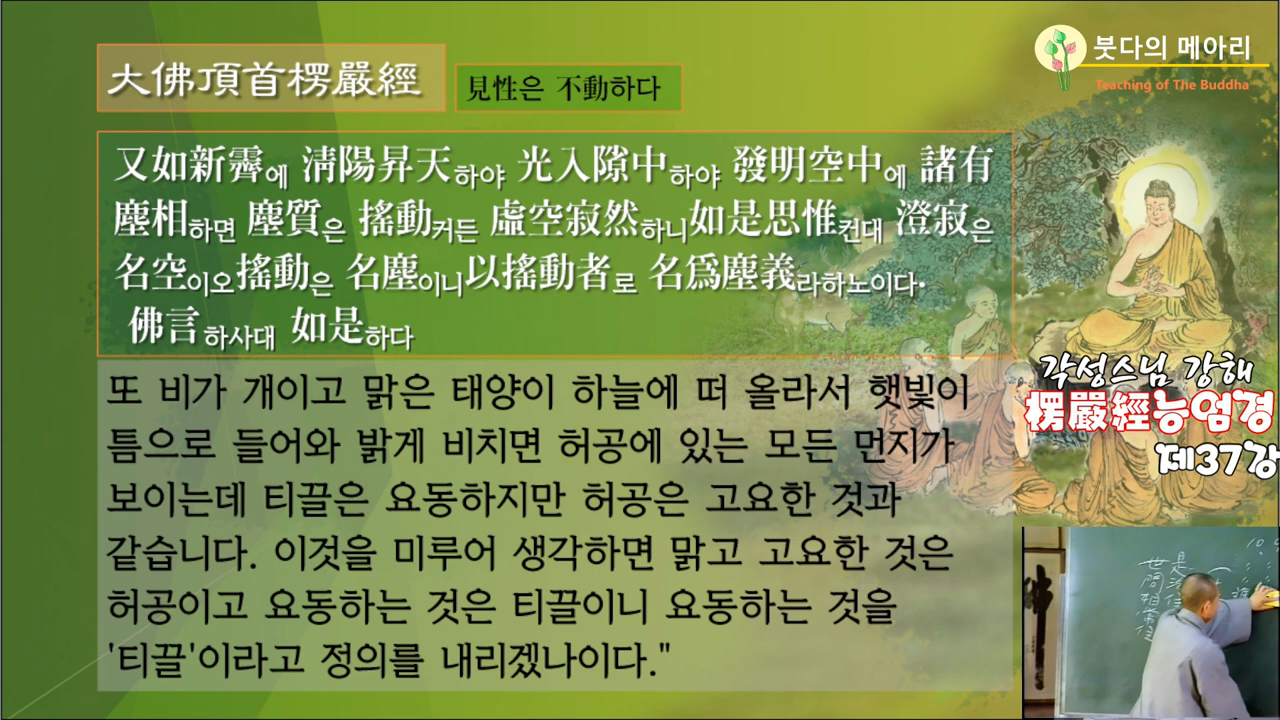 大佛頂首楞嚴經
見性은 不動하다
붓다의 메아리
Teaching of The Buddha
又如新霽에 淸陽昇天하야 光入隙中하야 發明空中에 諸有
塵相하면 塵質은 搖動커든 虛空寂然하니如是思惟컨대 澄寂은
名空이오搖動은 名塵이니以搖動者로 名爲塵義라하노이다.
佛言하사대 如是하다
또 비가 개이고 맑은 태양이 하늘에 떠 올라서 햇빛이
틈으로 들어와 밝게 비치면 허공에 있는 모든 먼지가
보이는데 티끌은 요동하지만 허공은 고요한 것과
같습니다. 이것을 미루어 생각하면 맑고 고요한 것은
허공이고 요동하는 것은 티끌이니 요동하는 것을
'티끌'이라고 정의를 내리겠나이다."
각성스님 강해
楞嚴經능엄경
제37강
世間相常住